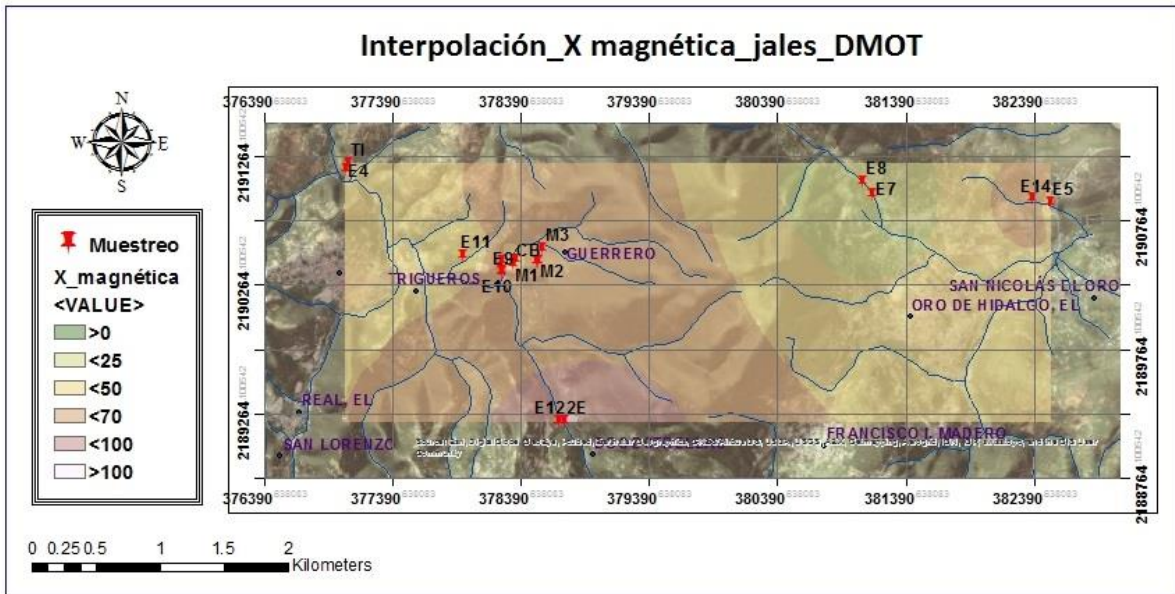 Interpolación_X magnética_jales_DMOT
N
W E
S
376390 377390 378390 379390 380390 381390 382390
2191264
2190764
2190264
2189764
2189264
2188764
TI
E4
E8
E7
E14 E5
E11
E9
CB
M3
GUERRERO
M2
M1
E10
TRIGUEROS
SAN NICOLÁS DEL ORO
ORO DE HIDALGO, EL
REAL, EL
SAN LORENZO
E122E
FRANCISCO I. MADERO
community
376390 377390 378390 379390 380390 381390 382390
Muestreo
X_magnética
<VALUE>
>0
<25
<50
<70
<100
>100
0 0.25 0.5 1 1.5 2
Kilometers